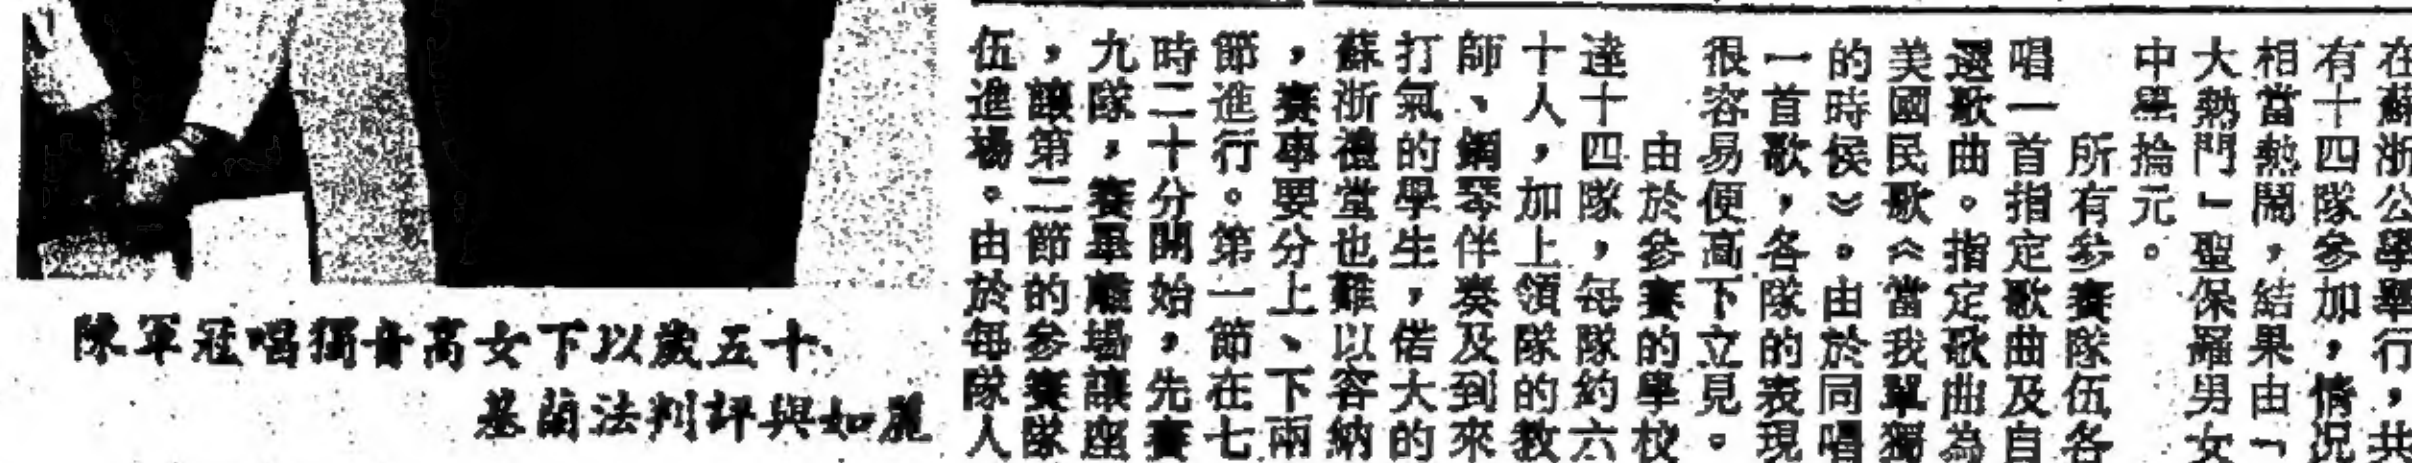 在蘇浙公學舉行,共
有十四隊參加,情况
相當熱鬧,結果由「
大熱門」聖保羅男女
中學掄元。
所有參賽隊伍各
唱一首指定歌曲及自
選歌曲。指定歌曲為
美國民歌《當我單獨
的時候》。由於同唱
一首歌,各隊的表現
很容易便高下立見。
由於參賽的學校
達十四隊,每隊約六
十人,加上領隊的教
師、鋼琴伴奏及到來
打氣的學生,偌大的
蘇浙禮堂也難以容納
,賽事要分上、下兩
節進行。第一節在七
時二十分開始,先賽
九隊,賽畢離場讓座
,讓第二節的參賽隊
伍進場。由於每隊人
十五歲以下女高音獨唱冠軍陳
麗如與評判法蘭基